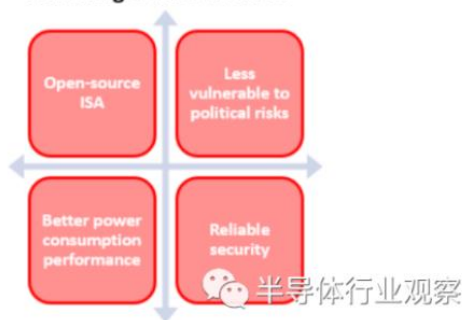 Open-source
ISA
Less
vulnerable to
political risks
Better power
consumption
performance
Reliable
security
半导体行业观察